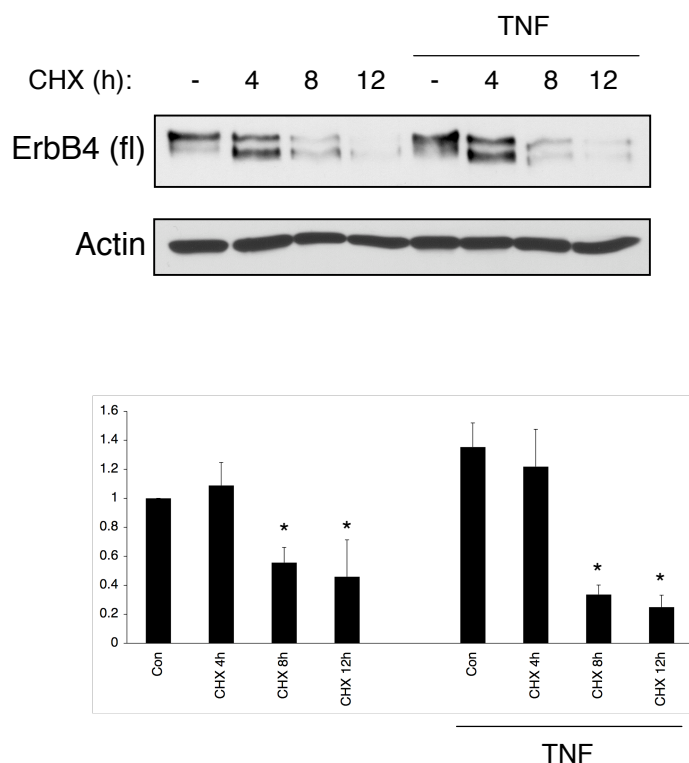 TNF
CHX (h): - 4 8 12 - 4 8 12
ErbB4 (fl)
Actin
1.6
1.4
1.2
1
0.8
0.6
0.4
0.2
0
* * * *
Con CHX 4h CHX 8h CHX 12h Con CHX 4h CHX 8h CHX 12h
TNF